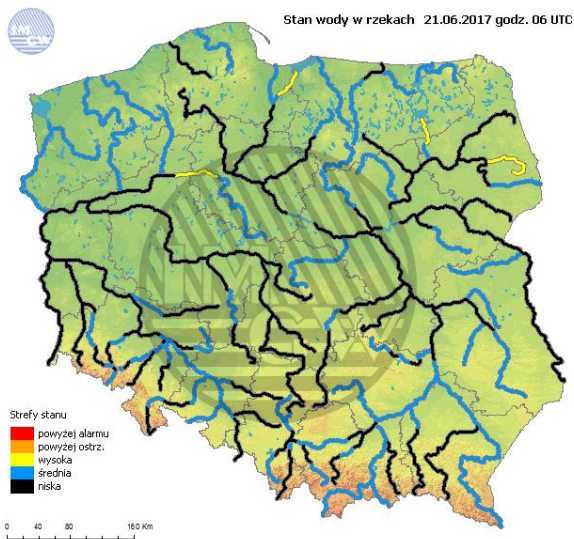 Stan wody w rzekach 21.06.2017 godz. 06 UTC
Strefy stanu
powyżej alarmu
powyżej ostrz.
wysoka
średnia
niska
0 40 80 160 Km